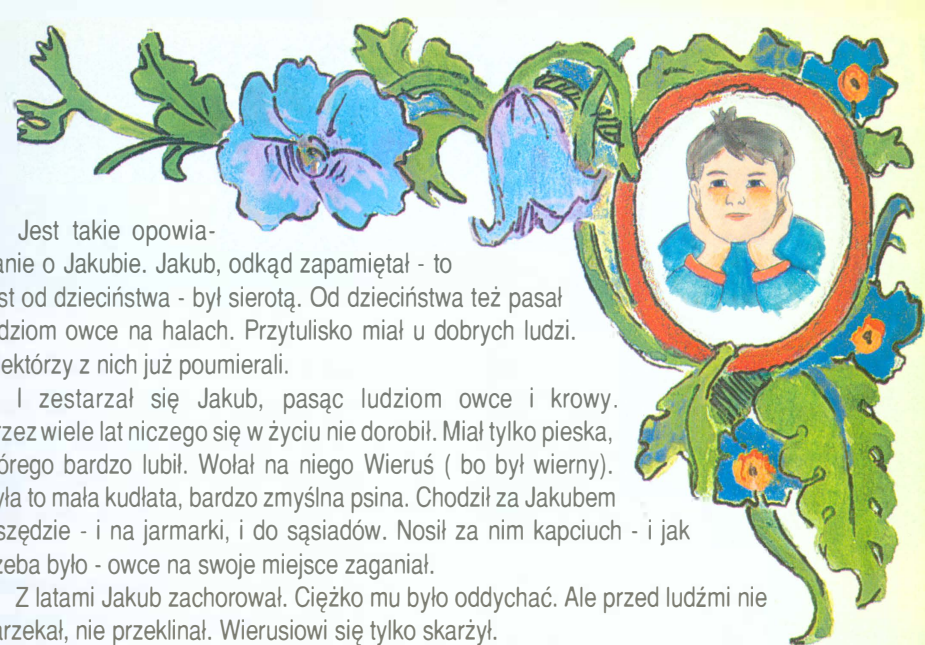 Jest takie opowia-
anie o Jakubie. Jakub, odkąd zapamiętał - to
st od dzieciństwa - był sierotą. Od dzieciństwa też pasał
dziom owce na halach. Przytulisko miał u dobrych ludzi.
ektórzy z nich już poumierali.
I zestarzał się Jakub, pasąc ludziom owce i krowy.
rzez wiele lat niczego się w życiu nie dorobił. Miał tylko pieska,
órego bardzo lubił. Wołał na niego Wieruś ( bo był wierny).
yła to mała kudłata, bardzo zmyślna psina. Chodził za Jakubem
szędzie - i na jarmarki, i do sąsiadów. Nosił za nim kapciuch - i jak
zeba było - owce na swoje miejsce zaganiał.
Z latami Jakub zachorował. Ciężko mu było oddychać. Ale przed ludźmi nie
arzekał, nie przeklinał. Wierusiowi się tylko skarżył.